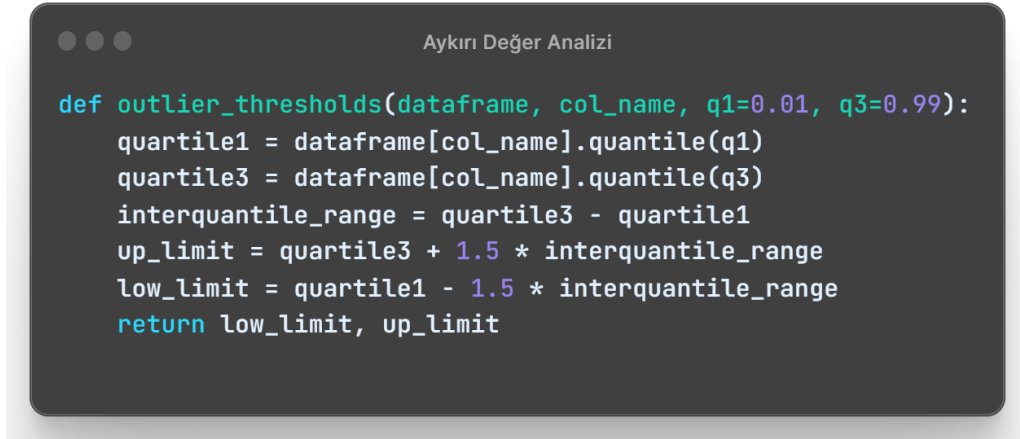 Aykırı Değer Analizi
def outlier_thresholds(dataframe, col_name, q1=0.01, q3=0.99):
    quartile1 = dataframe[col_name].quantile(q1)
    quartile3 = dataframe[col_name].quantile(q3)
    interquantile_range = quartile3 - quartile1
    up_limit = quartile3 + 1.5 * interquantile_range
    low_limit = quartile1 - 1.5 * interquantile_range
    return low_limit, up_limit